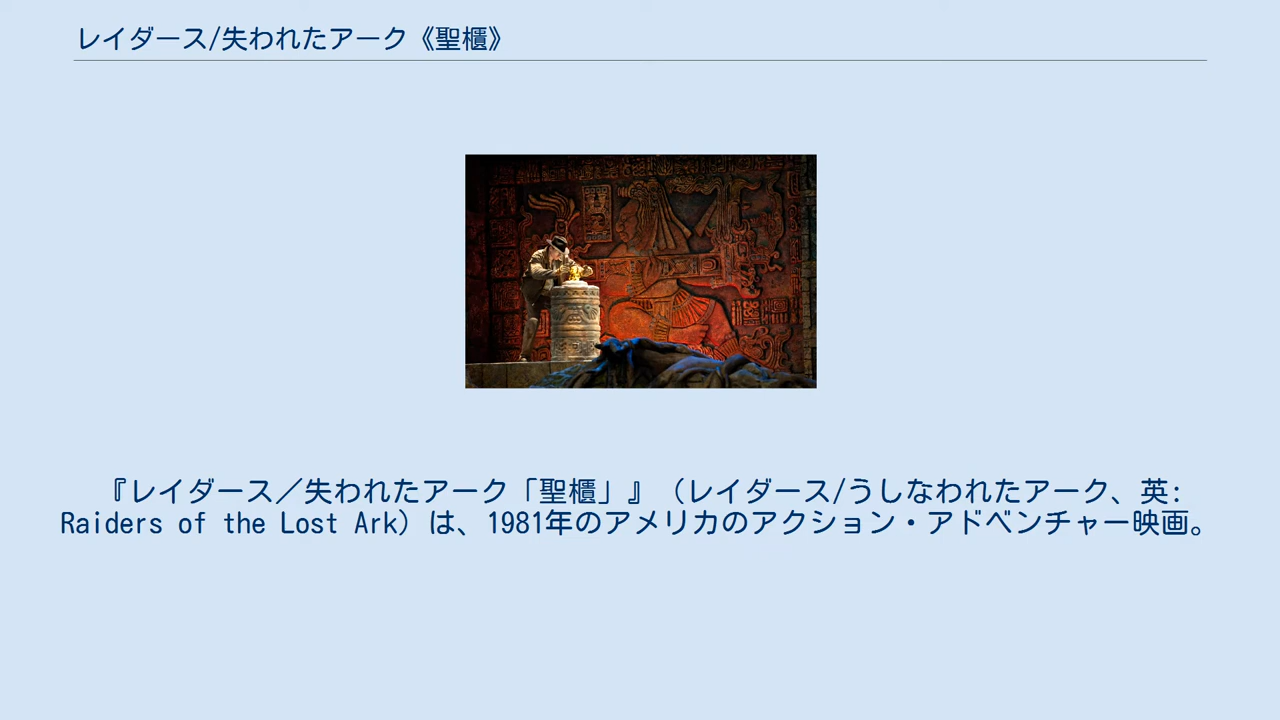 レイダース/失われたアーク《聖櫃》
『レイダース／失われたアーク「聖櫃」』（レイダース/うしなわれたアーク、英:
Raiders of the Lost Ark）は、1981年のアメリカのアクション・アドベンチャー映画。